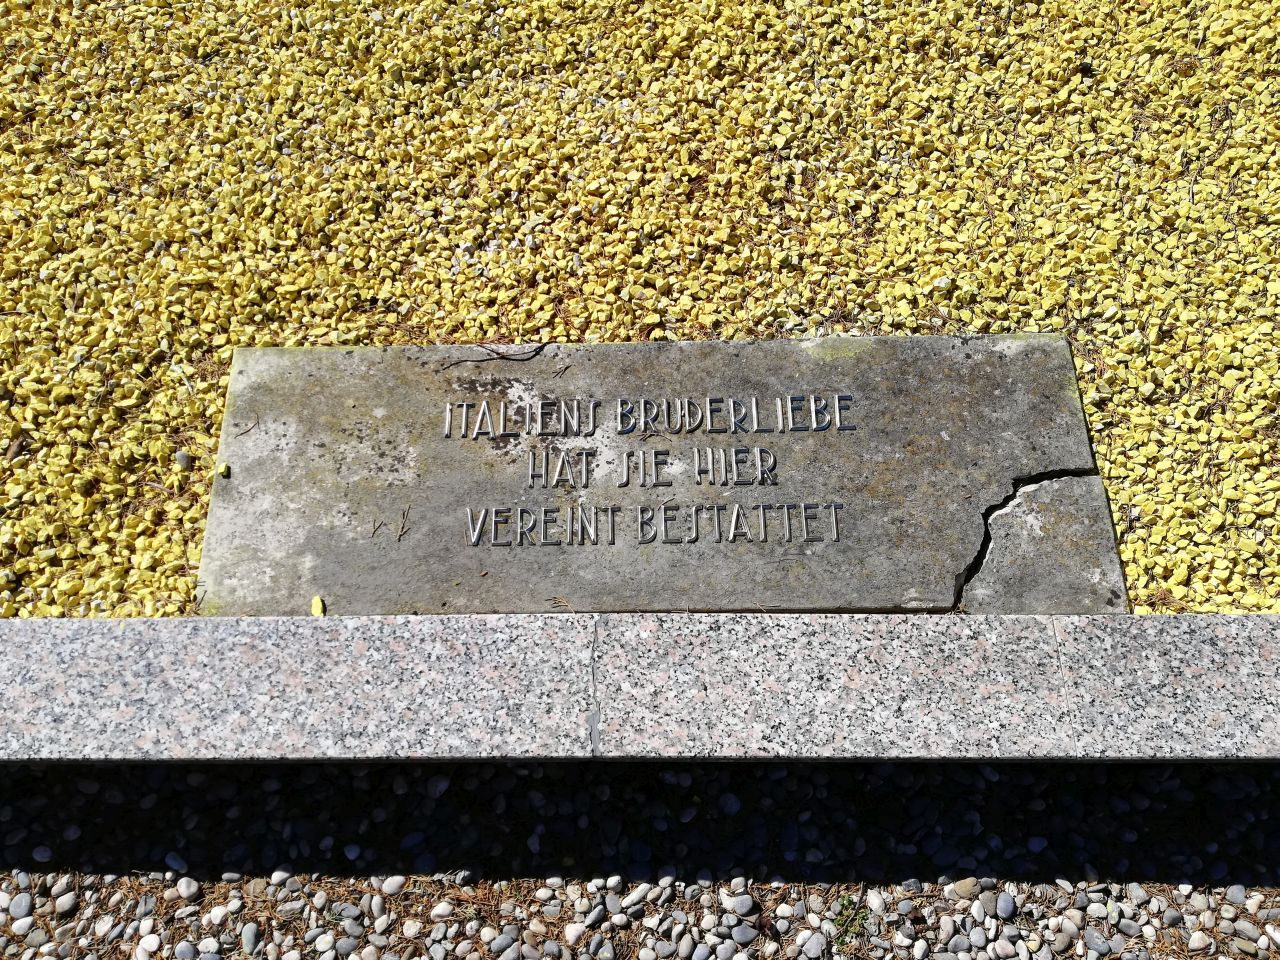 ITALIENS BRUDERLIEBE
HAT SIE HIER
VEREINT BESTATTET